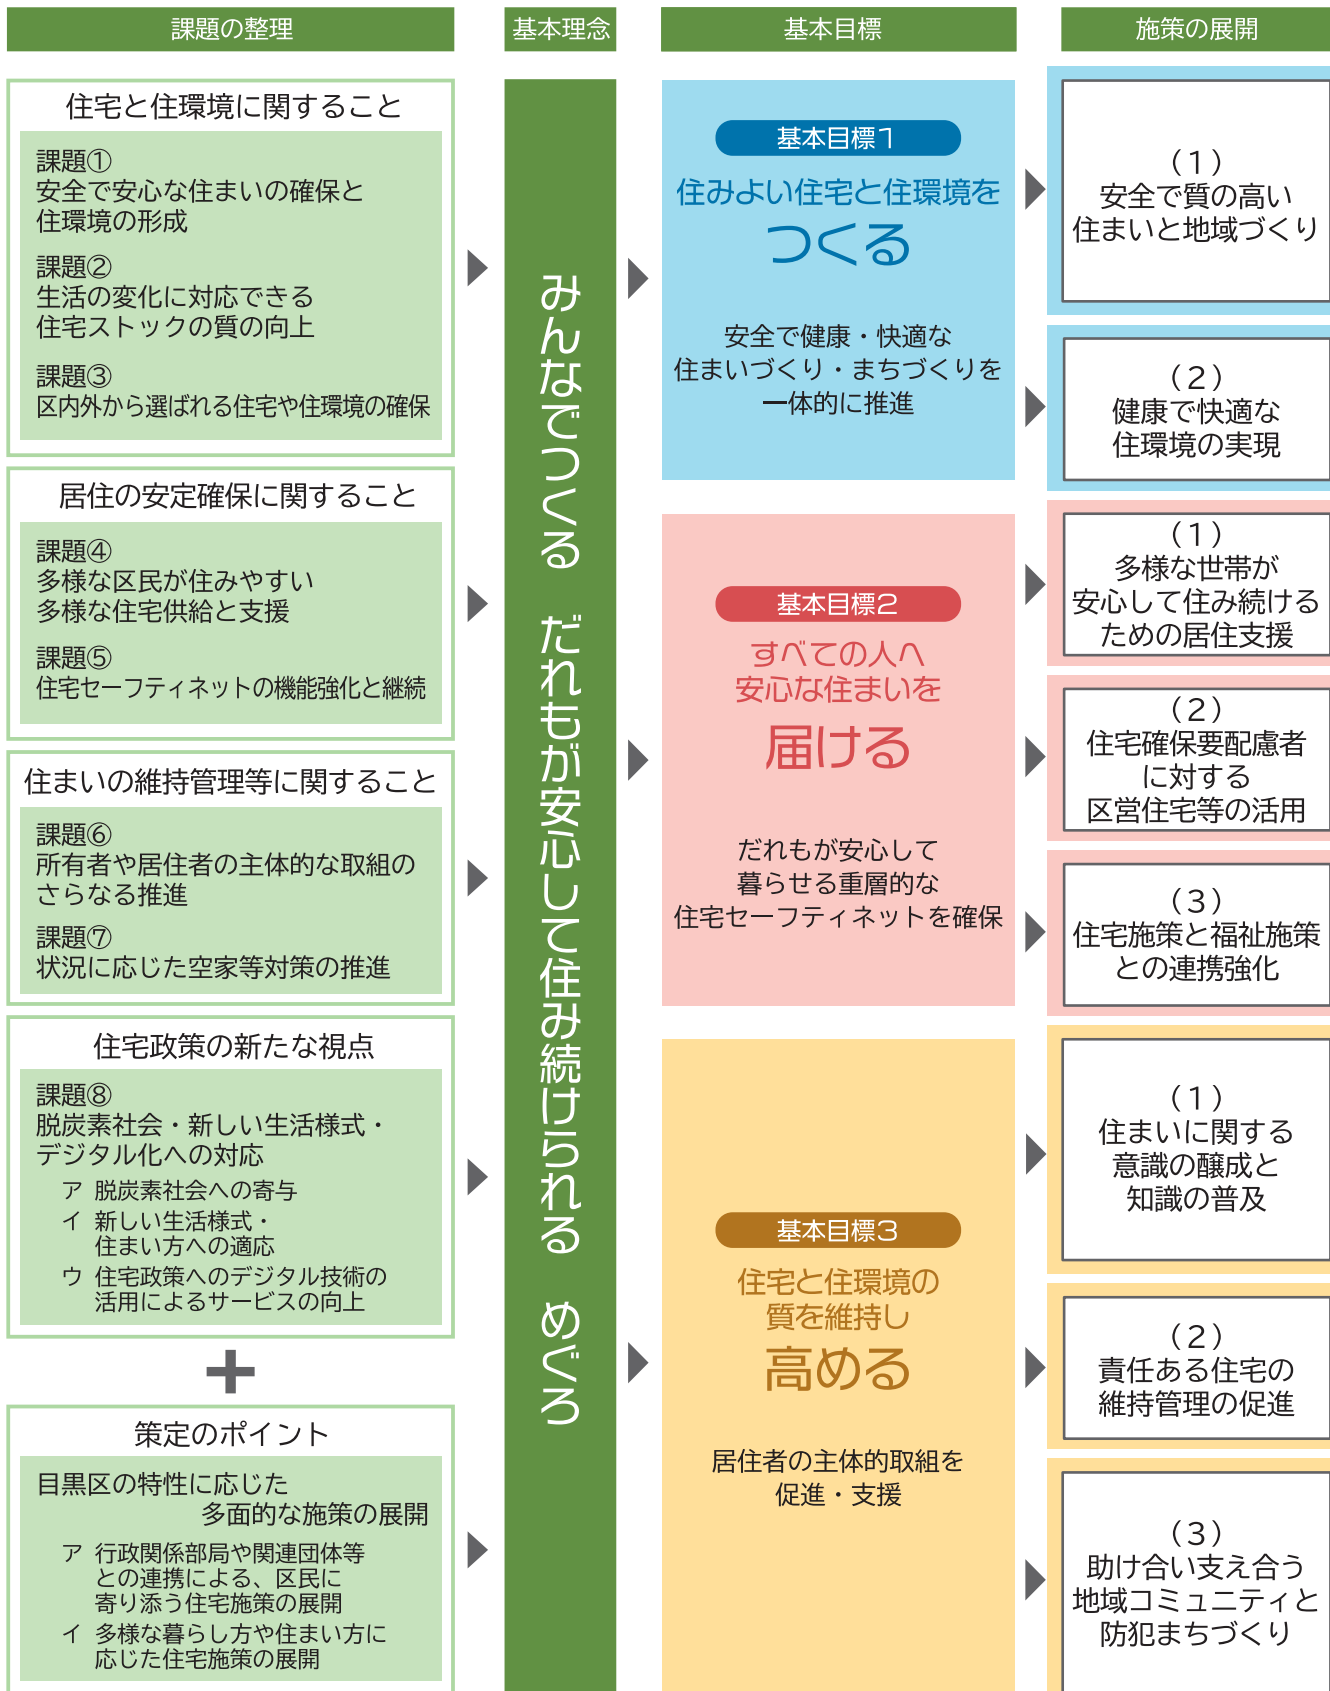 課題の整理
基本理念
基本目標
施策の展開
住宅と住環境に関すること
課題①
安全で安心な住まいの確保と
住環境の形成
課題②
生活の変化に対応できる
住宅ストックの質の向上
課題③
区内外から選ばれる住宅や住環境の確保
居住の安定確保に関すること
課題④
多様な区民が住みやすい
多様な住宅供給と支援
課題⑤
住宅セーフティネットの機能強化と継続
住まいの維持管理等に関すること
課題⑥
所有者や居住者の主体的な取組の
さらなる推進
課題⑦
状況に応じた空家等対策の推進
住宅政策の新たな視点
課題⑧
脱炭素社会・新しい生活様式・
デジタル化への対応
ア 脱炭素社会への寄与
イ 新しい生活様式・
住まい方への適応
ウ 住宅政策へのデジタル技術の
活用によるサービスの向上
+
策定のポイント
目黒区の特性に応じた
多面的な施策の展開
ア 行政関係部局や関連団体等
との連携による、区民に
寄り添う住宅施策の展開
イ 多様な暮らし方や住まい方に
応じた住宅施策の展開
みんなでつくる だれもが安心して住み続けられる めぐろ
基本目標1
住みよい住宅と住環境を
つくる
安全で健康・快適な
住まいづくり・まちづくりを
一体的に推進
基本目標2
すべての人へ
安心な住まいを
届ける
だれもが安心して
暮らせる重層的な
住宅セーフティネットを確保
基本目標3
住宅と住環境の
質を維持し
高める
居住者の主体的取組を
促進・支援
（1）
安全で質の高い
住まいと地域づくり
（2）
健康で快適な
住環境の実現
（1）
多様な世帯が
安心して住み続ける
ための居住支援
（2）
住宅確保要配慮者
に対する
区営住宅等の活用
（3）
住宅施策と福祉施策
との連携強化
（1）
住まいに関する
意識の醸成と
知識の普及
（2）
責任ある住宅の
維持管理の促進
（3）
助け合い支え合う
地域コミュニティと
防犯まちづくり